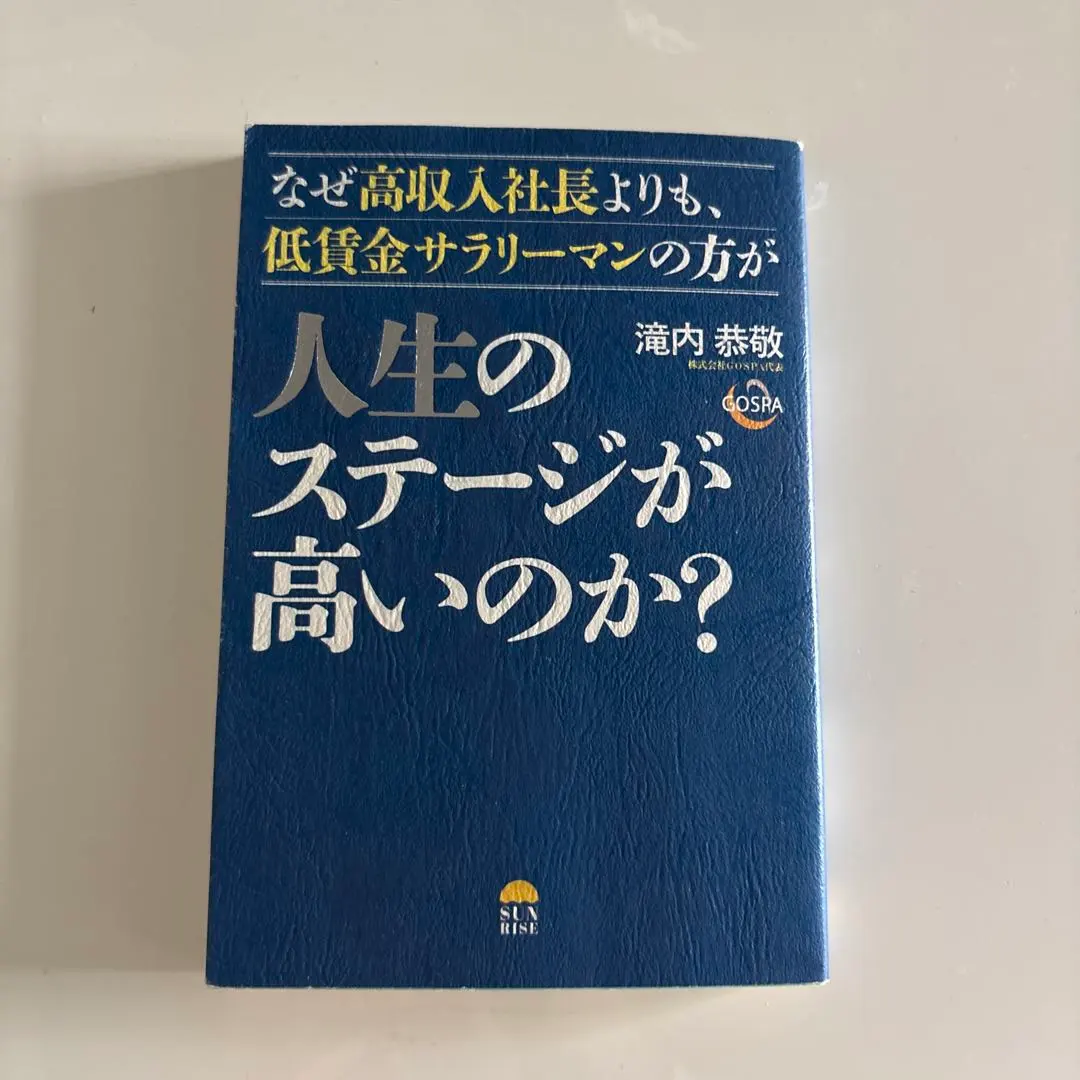 なぜ高収入社長よりも、
低賃金サラリーマンの方が
人生の
ステージが
高いのか?
滝内 恭敬
株式会社GOSPA代表
GOSPA
SUN
RISE